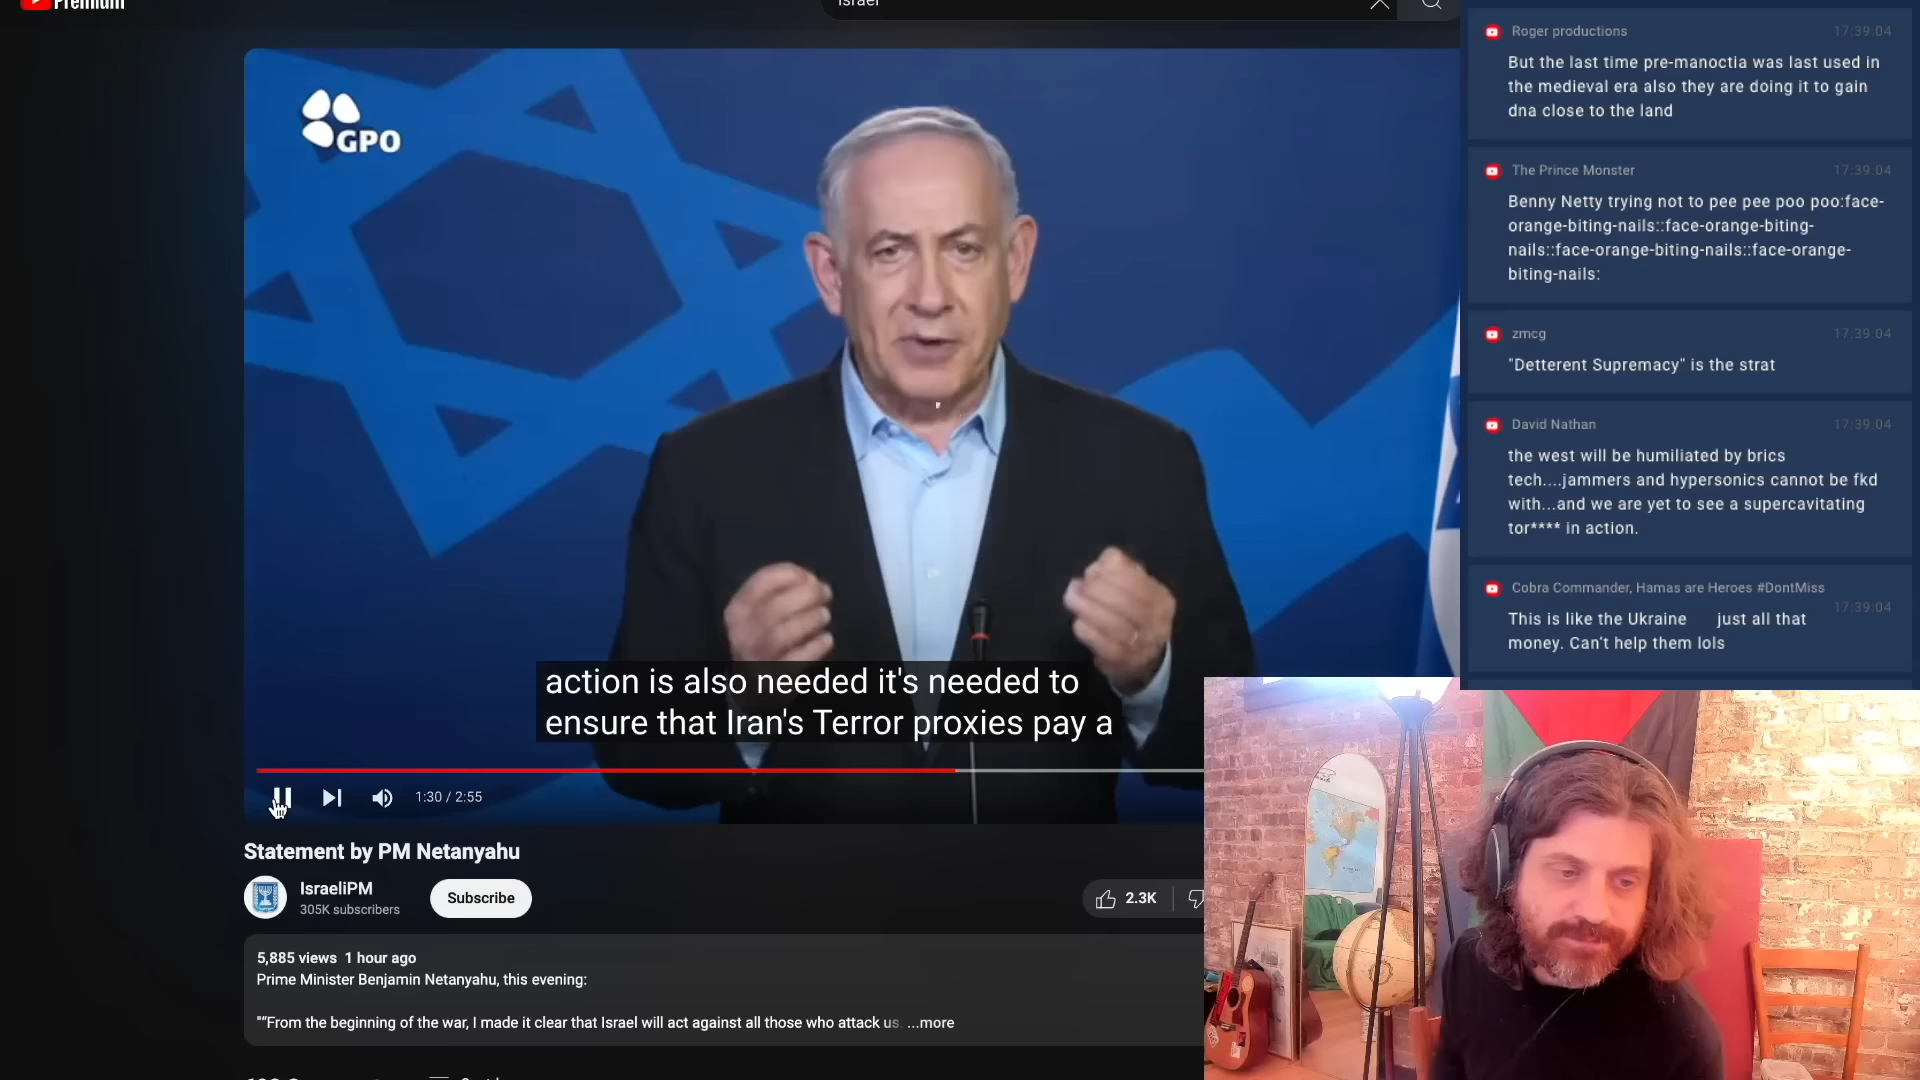 Premium
Israel
GPO
action is also needed it's needed to
ensure that Iran's Terror proxies pay a
1:30 / 2:55
Statement by PM Netanyahu
IsraeliPM
305K subscribers
Subscribe
2.3K
5,885 views 1 hour ago
Prime Minister Benjamin Netanyahu, this evening:
"“From the beginning of the war, I made it clear that Israel will act against all those who attack us. ...more
Roger productions
17:39:04
But the last time pre-manoctia was last used in
the medieval era also they are doing it to gain
dna close to the land
The Prince Monster
17:39:04
Benny Netty trying not to pee pee poo poo:face-
orange-biting-nails::face-orange-biting-
nails::face-orange-biting-nails::face-orange-
biting-nails:
zmcg
17:39:04
"Detterent Supremacy" is the strat
David Nathan
17:39:04
the west will be humiliated by brics
tech....jammers and hypersonics cannot be fkd
with...and we are yet to see a supercavitating
tor**** in action.
Cobra Commander, Hamas are Heroes #DontMiss
17:39:04
This is like the Ukraine just all that
money. Can't help them lols